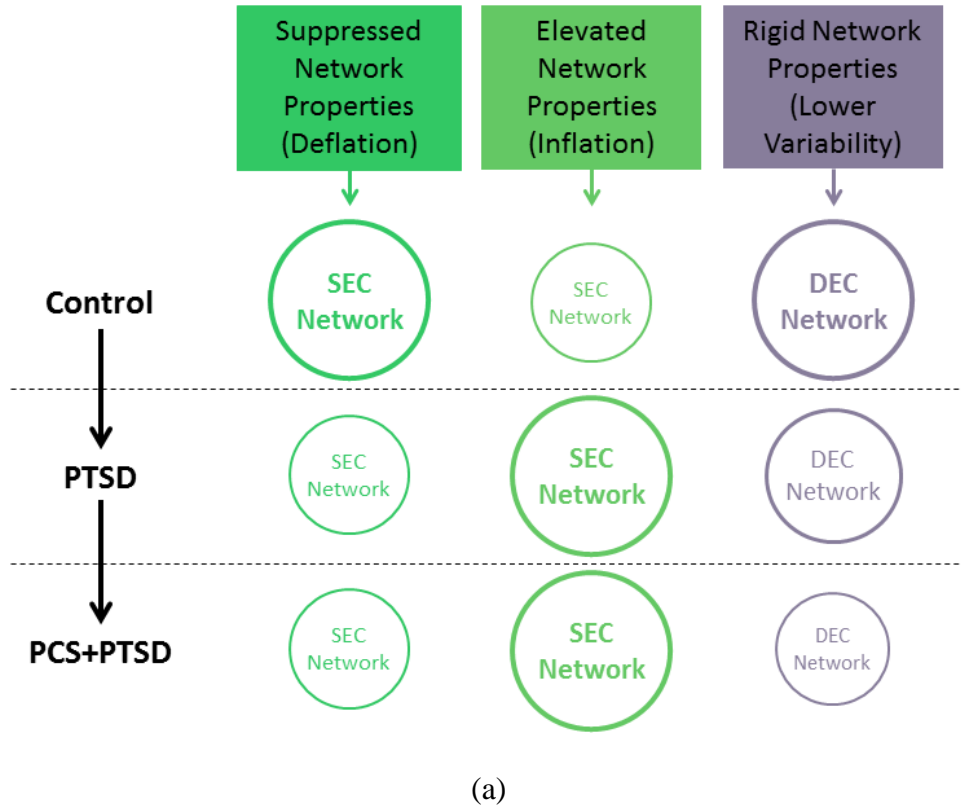 Suppressed
Network
Properties
(Deflation)
Elevated
Network
Properties
(Inflation)
Rigid Network
Properties
(Lower
Variability)
Control
SEC
Network
SEC
Network
DEC
Network
PTSD
SEC
Network
SEC
Network
DEC
Network
PCS+PTSD
SEC
Network
SEC
Network
DEC
Network
(a)